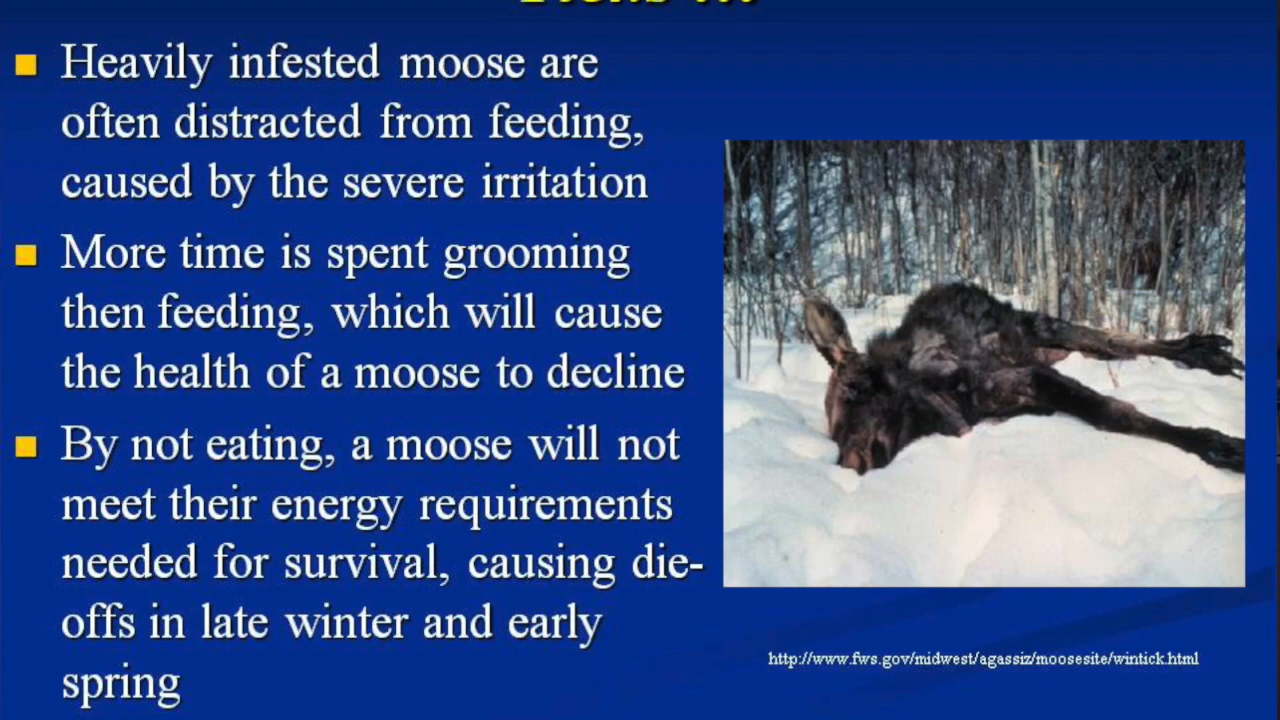 Heavily infested moose are
often distracted from feeding,
caused by the severe irritation
More time is spent grooming
then feeding, which will cause
the health of a moose to decline
By not eating, a moose will not
meet their energy requirements
needed for survival, causing die-
offs in late winter and early
spring
http://www.fws.gov/midwest/agassiz/moosesite/wintick.html